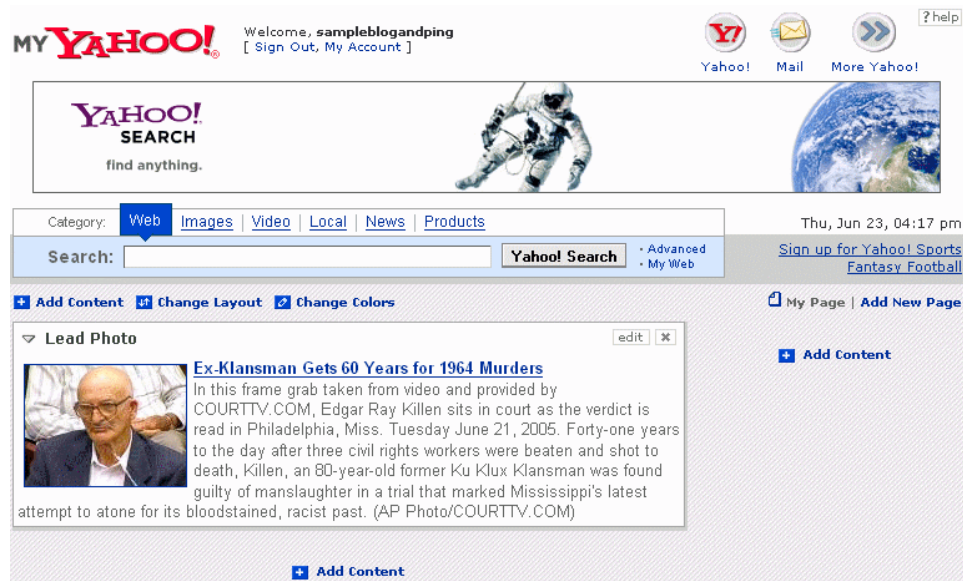 MY YAHOO!
Welcome, sampleblogandping
[ Sign Out, My Account ]
Y!
Yahoo!
Mail
More Yahoo!
? help
YAHOO!
SEARCH
find anything.
Category: Web Images | Video | Local | News | Products
Thu, Jun 23, 04:17 pm
Search: Yahoo! Search
· Advanced
· My Web
Sign up for Yahoo! Sports
Fantasy Football
Add Content Change Layout Change Colors
My Page | Add New Page
Lead Photo
edit
Add Content
Ex-Klansman Gets 60 Years for 1964 Murders
In this frame grab taken from video and provided by
COURTTV.COM, Edgar Ray Killen sits in court as the verdict is
read in Philadelphia, Miss. Tuesday June 21, 2005. Forty-one years
to the day after three civil rights workers were beaten and shot to
death, Killen, an 80-year-old former Ku Klux Klansman was found
guilty of manslaughter in a trial that marked Mississippi's latest
attempt to atone for its bloodstained, racist past. (AP Photo/COURTTV.COM)
Add Content